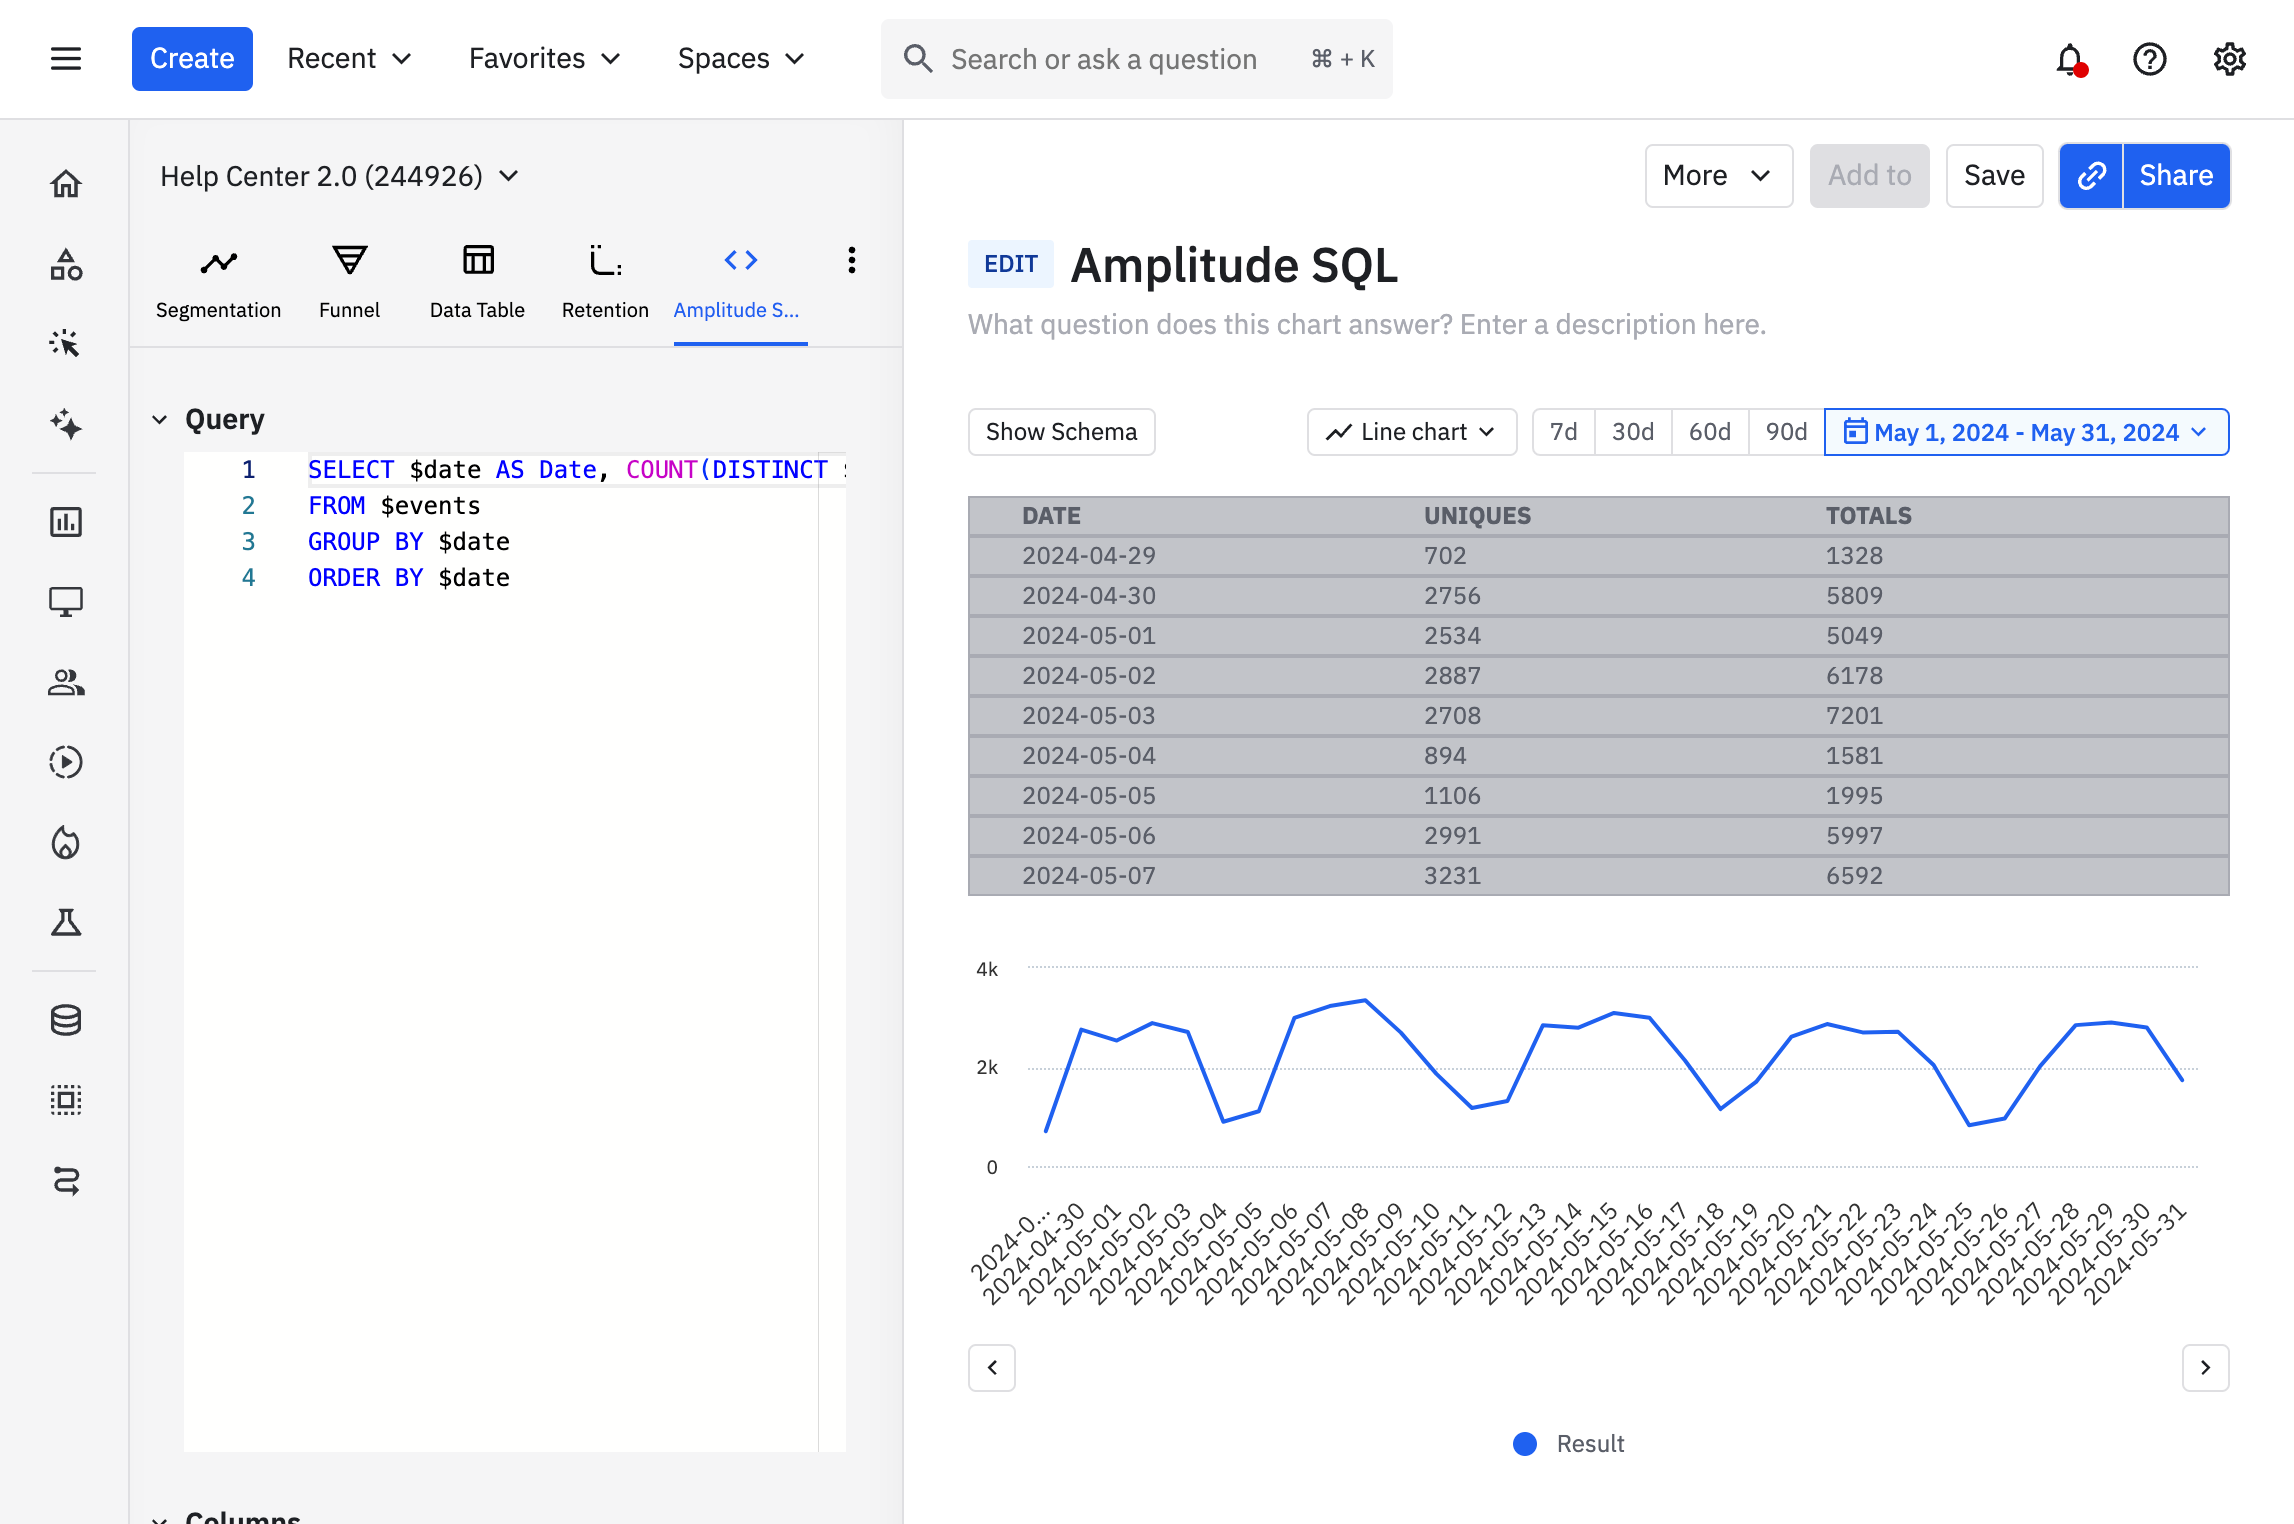 Create Recent Favorites Spaces Search or ask a question ⌘ + K
Help Center 2.0 (244926)
Segmentation Funnel Data Table Retention Amplitude S...
Query
1 SELECT $date AS Date, COUNT(DISTINCT
2 FROM $events
3 GROUP BY $date
4 ORDER BY $date
Columns
More Add to Save Share
EDIT Amplitude SQL
What question does this chart answer? Enter a description here.
Show Schema Line chart 7d 30d 60d 90d May 1, 2024 - May 31, 2024
DATE UNIQUES TOTALS
2024-04-29 702 1328
2024-04-30 2756 5809
2024-05-01 2534 5049
2024-05-02 2887 6178
2024-05-03 2708 7201
2024-05-04 894 1581
2024-05-05 1106 1995
2024-05-06 2991 5997
2024-05-07 3231 6592
4k
2k
0
2024-0...
2024-04-30
2024-05-01
2024-05-02
2024-05-03
2024-05-04
2024-05-05
2024-05-06
2024-05-07
2024-05-08
2024-05-09
2024-05-10
2024-05-11
2024-05-12
2024-05-13
2024-05-14
2024-05-15
2024-05-16
2024-05-17
2024-05-18
2024-05-19
2024-05-20
2024-05-21
2024-05-22
2024-05-23
2024-05-24
2024-05-25
2024-05-26
2024-05-27
2024-05-28
2024-05-29
2024-05-30
2024-05-31
Result